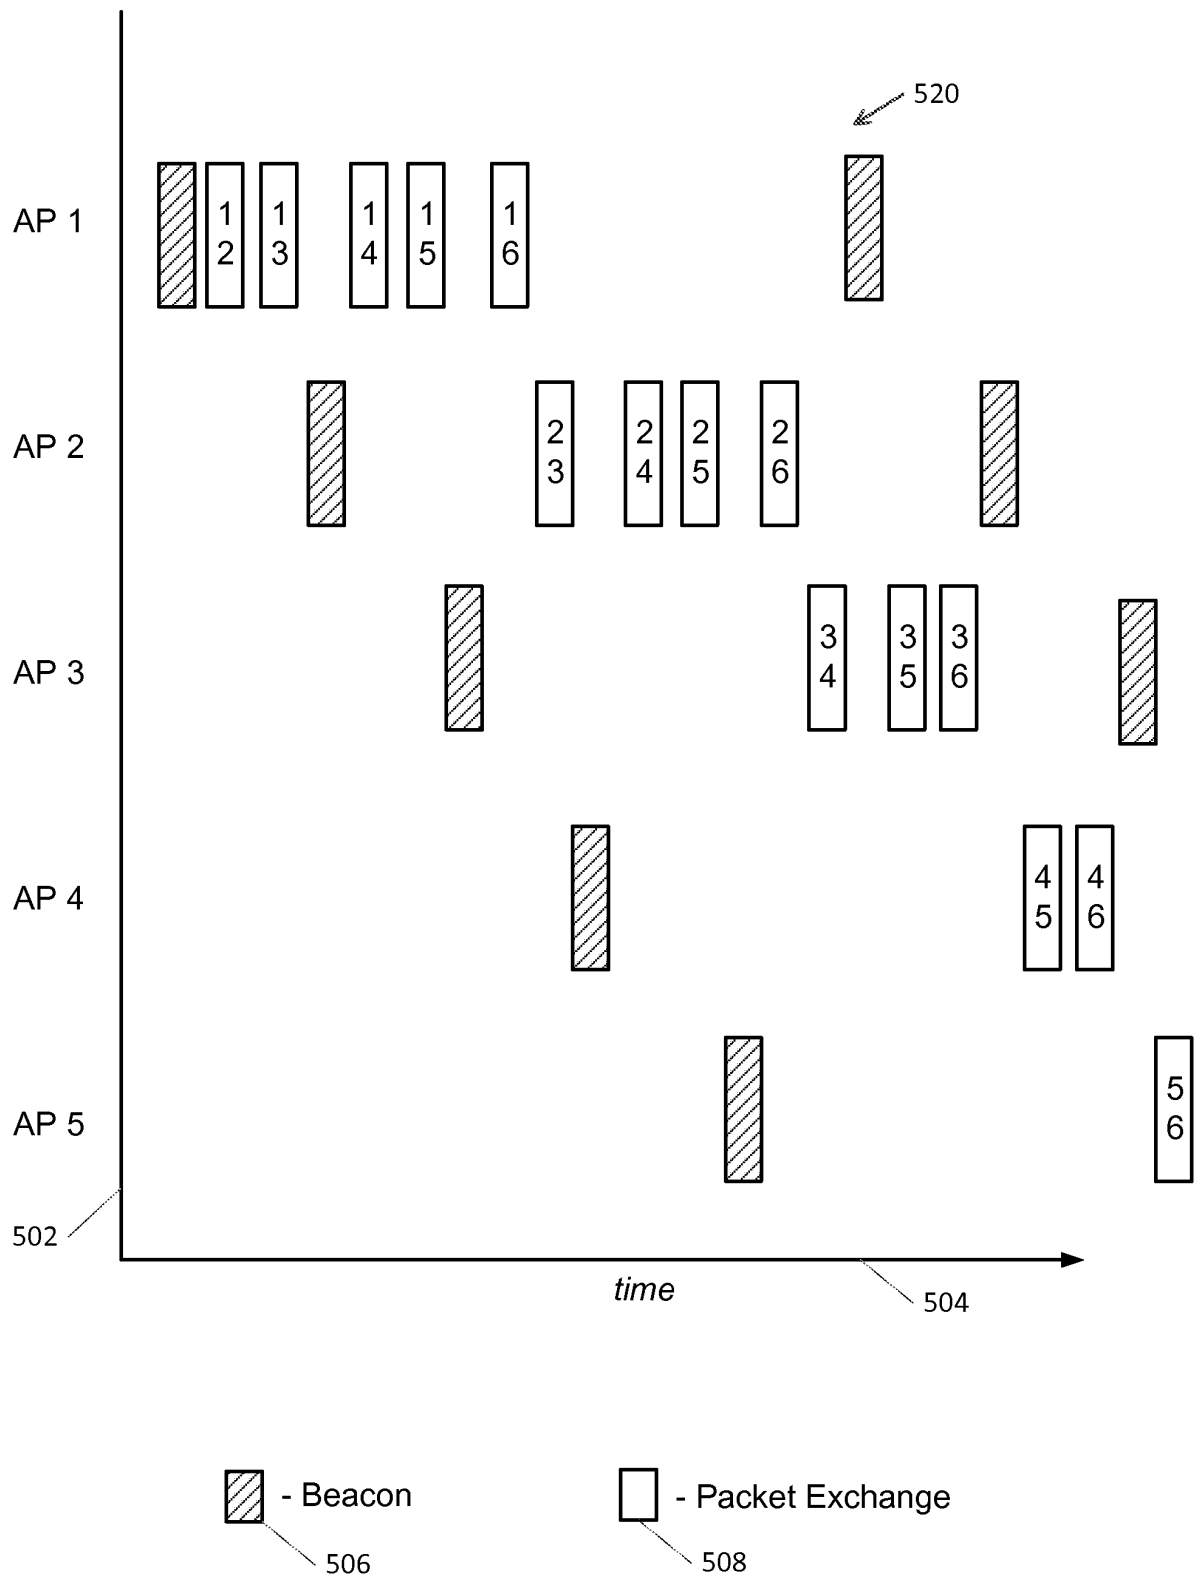 520
AP 1
1 1 1 1 1
2 3 4 5 6
AP 2
2 2 2 2
3 4 5 6
AP 3
3 3 3
4 5 6
AP 4
4 4
5 6
AP 5
5
6
502
time
504
- Beacon
- Packet Exchange
506
508